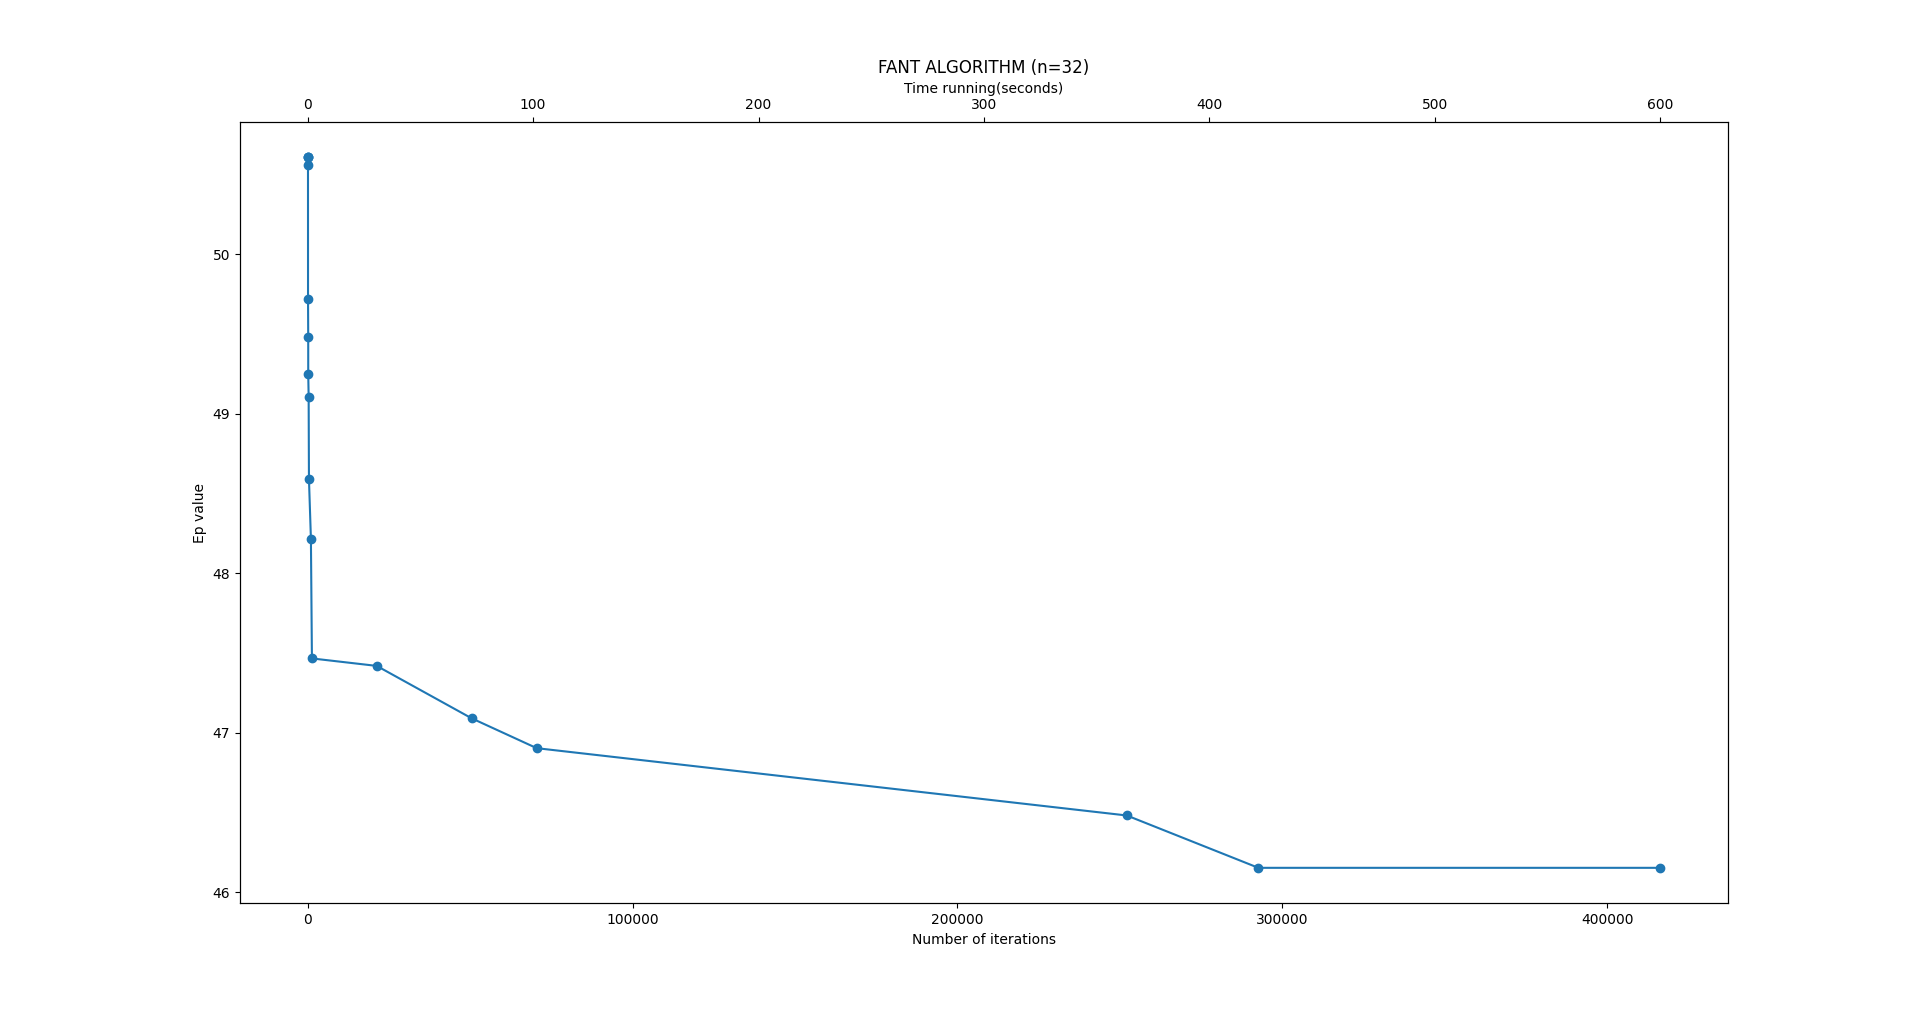 FANT ALGORITHM (n=32)
Time running(seconds)
0 100 200 300 400 500 600
50
49
48
47
46
Ep value
0 100000 200000 300000 400000
Number of iterations